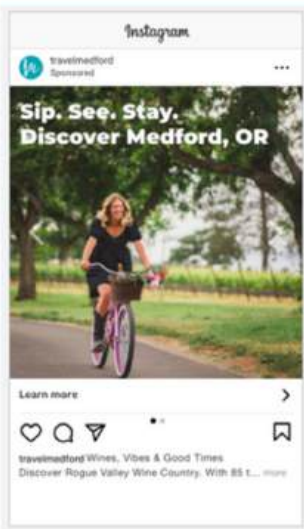 Instagram
travelmedford
Sponsored
Sip. See. Stay.
Discover Medford, OR
Learn more
travelmedford Wines, Vibes & Good Times
Discover Rogue Valley Wine Country. With 85 t... more